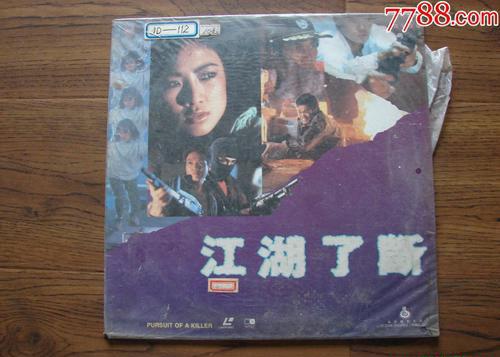 7788.com
JD—112
江湖了斷
PURSUIT OF A KILLER